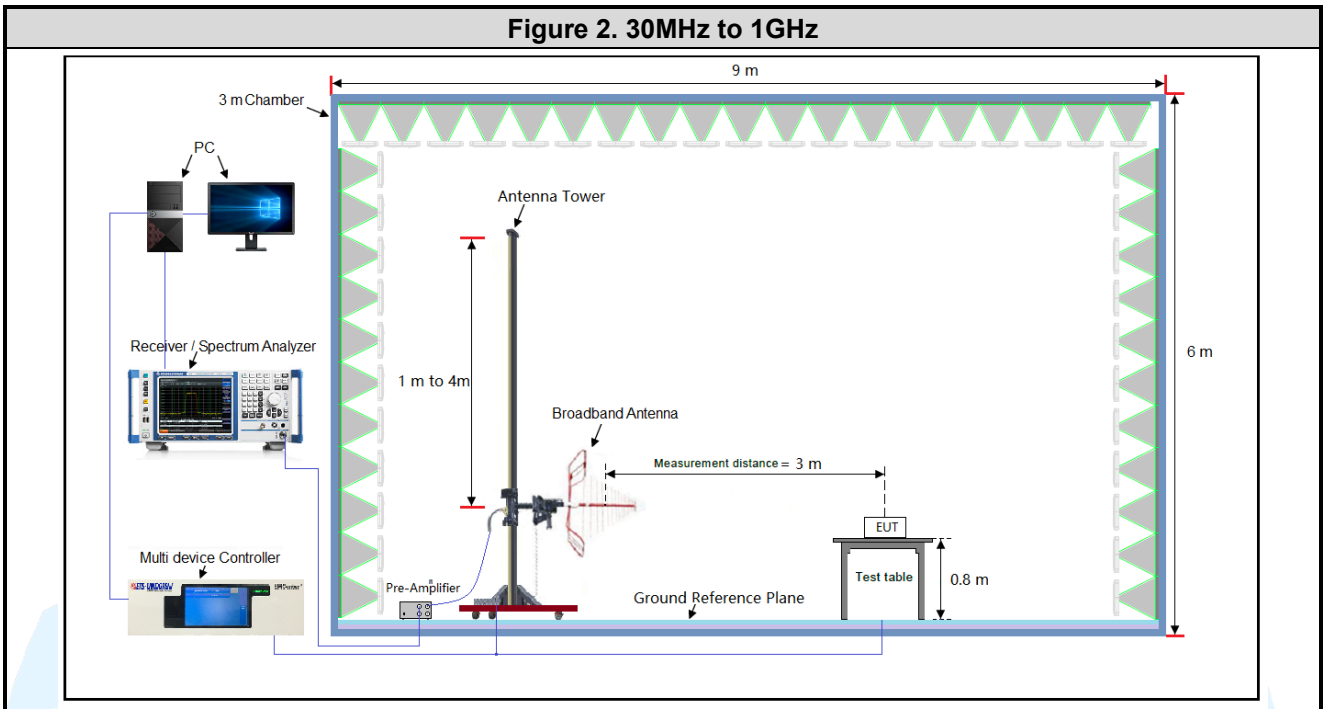 Figure 2. 30MHz to 1GHz
9 m
3 m Chamber
PC
Antenna Tower
Receiver / Spectrum Analyzer
1 m to 4m
6 m
Broadband Antenna
Measurement distance = 3 m
EUT
Multi device Controller
Pre-Amplifier
Test table
0.8 m
Ground Reference Plane